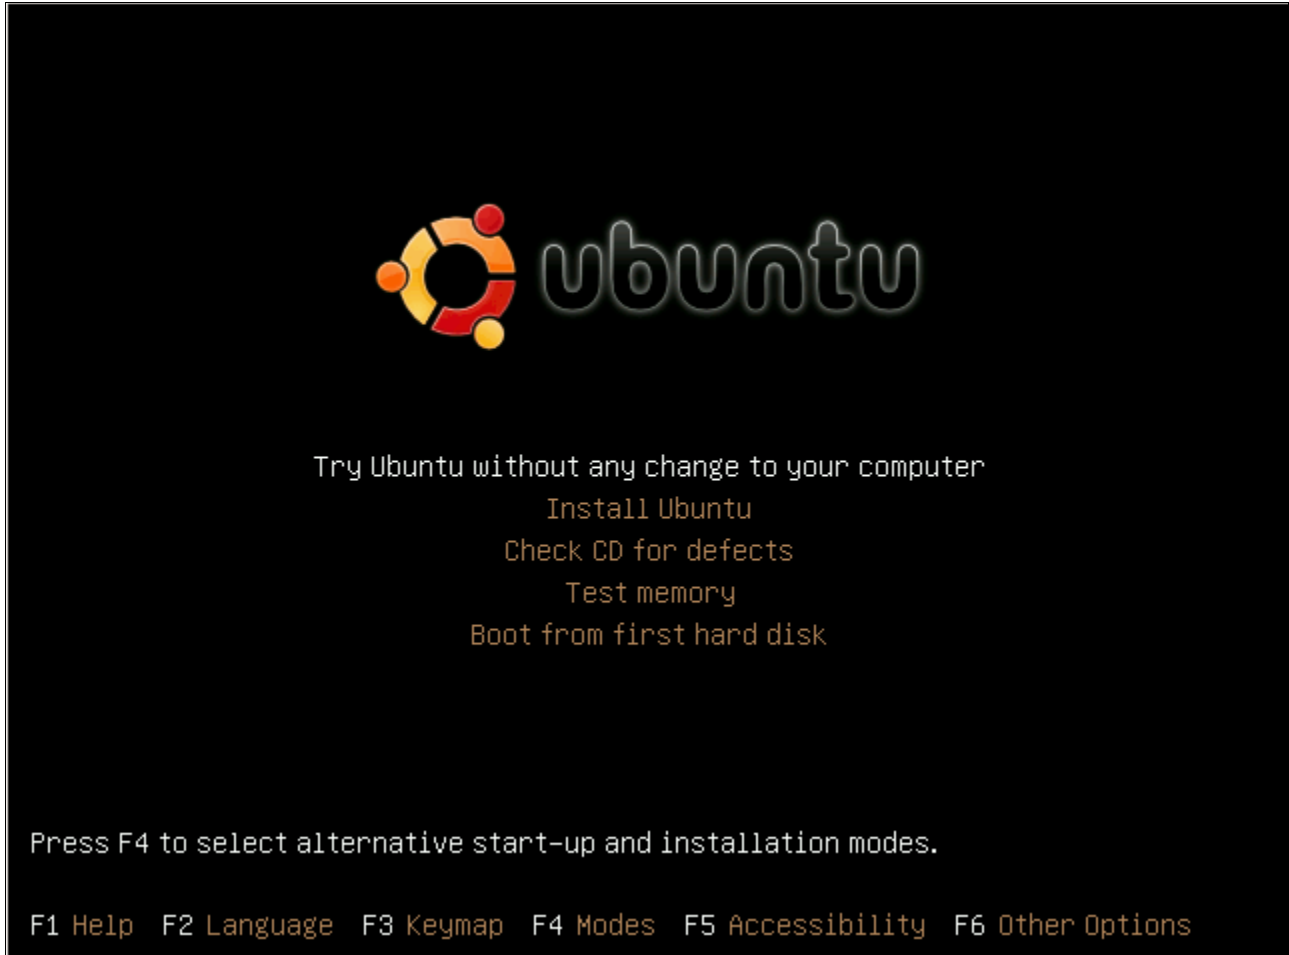 ubuntu
Try Ubuntu without any change to your computer
Install Ubuntu
Check CD for defects
Test memory
Boot from first hard disk
Press F4 to select alternative start-up and installation modes.
F1 Help F2 Language F3 Keymap F4 Modes F5 Accessibility F6 Other Options